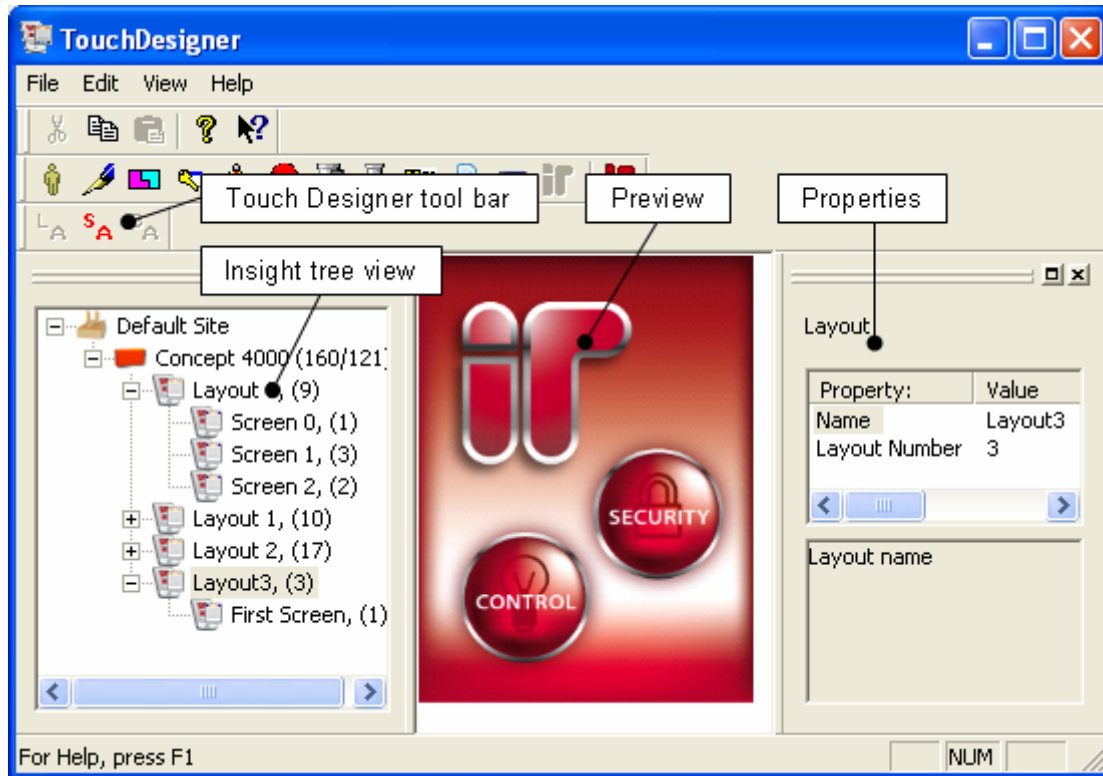 TouchDesigner
File Edit View Help
Touch Designer tool bar
Preview
Properties
L A S A A
Insight tree view
Default Site
Concept 4000 (160/121)
Layout , (9)
Screen 0, (1)
Screen 1, (3)
Screen 2, (2)
Layout 1, (10)
Layout 2, (17)
Layout3, (3)
First Screen, (1)
ir
SECURITY
CONTROL
Layout
Property: Value
Name Layout3
Layout Number 3
Layout name
For Help, press F1
NUM